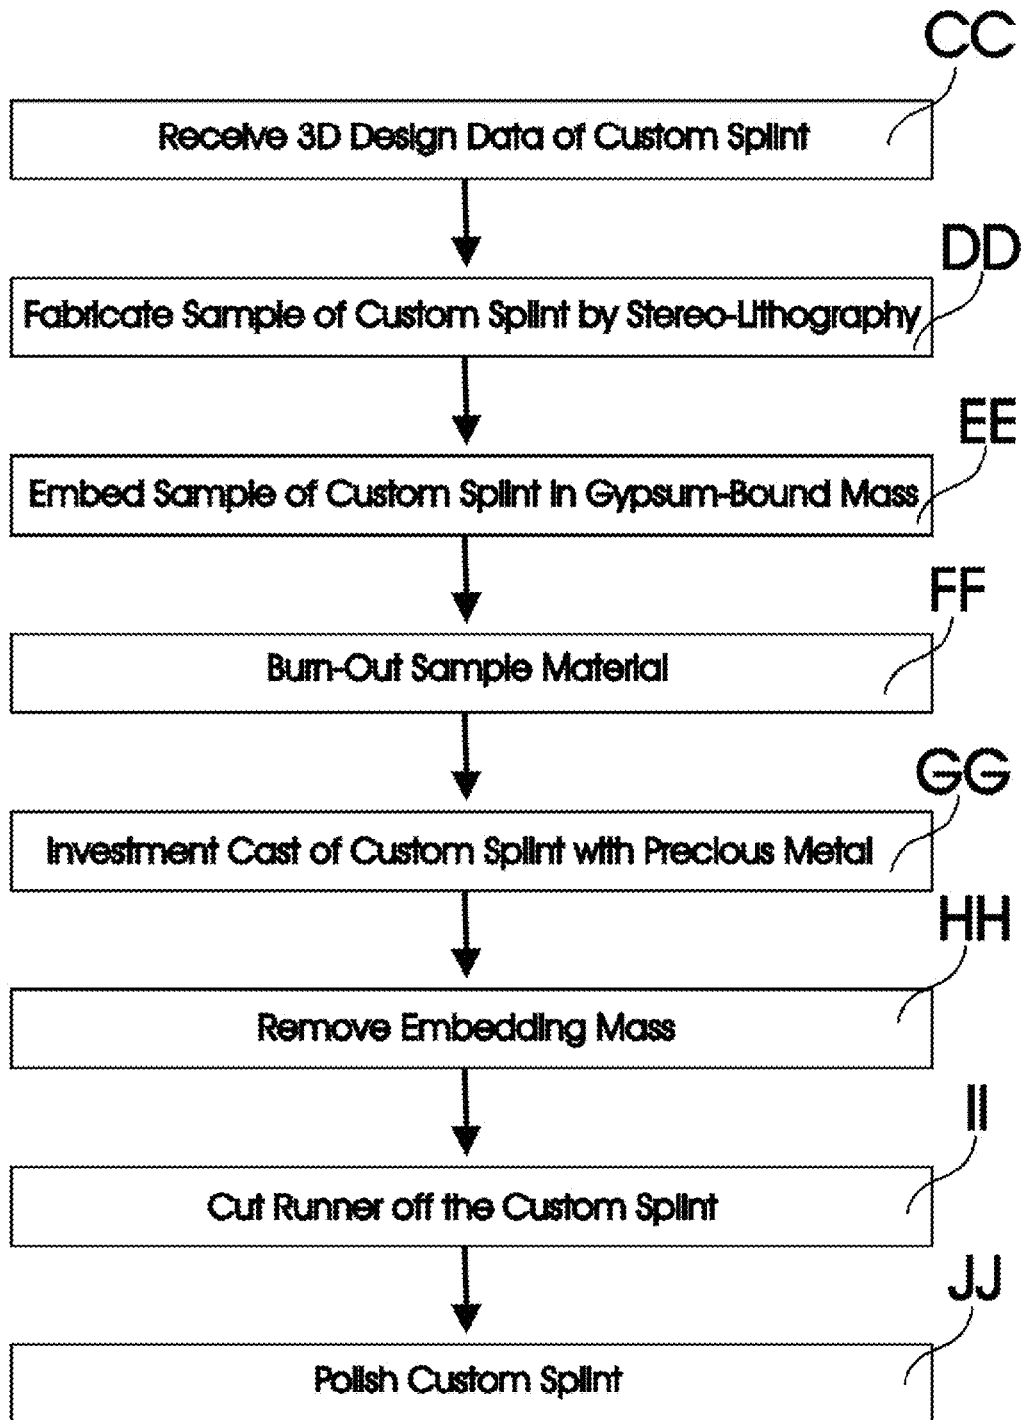 CC
Receive 3D Design Data of Custom Splint
DD
Fabricate Sample of Custom Splint by Stereo-Lithography
EE
Embed Sample of Custom Splint in Gypsum-Bound Mass
FF
Burn-Out Sample Material
GG
Investment Cast of Custom Splint with Precious Metal
HH
Remove Embedding Mass
II
Cut Runner off the Custom Splint
JJ
Polish Custom Splint